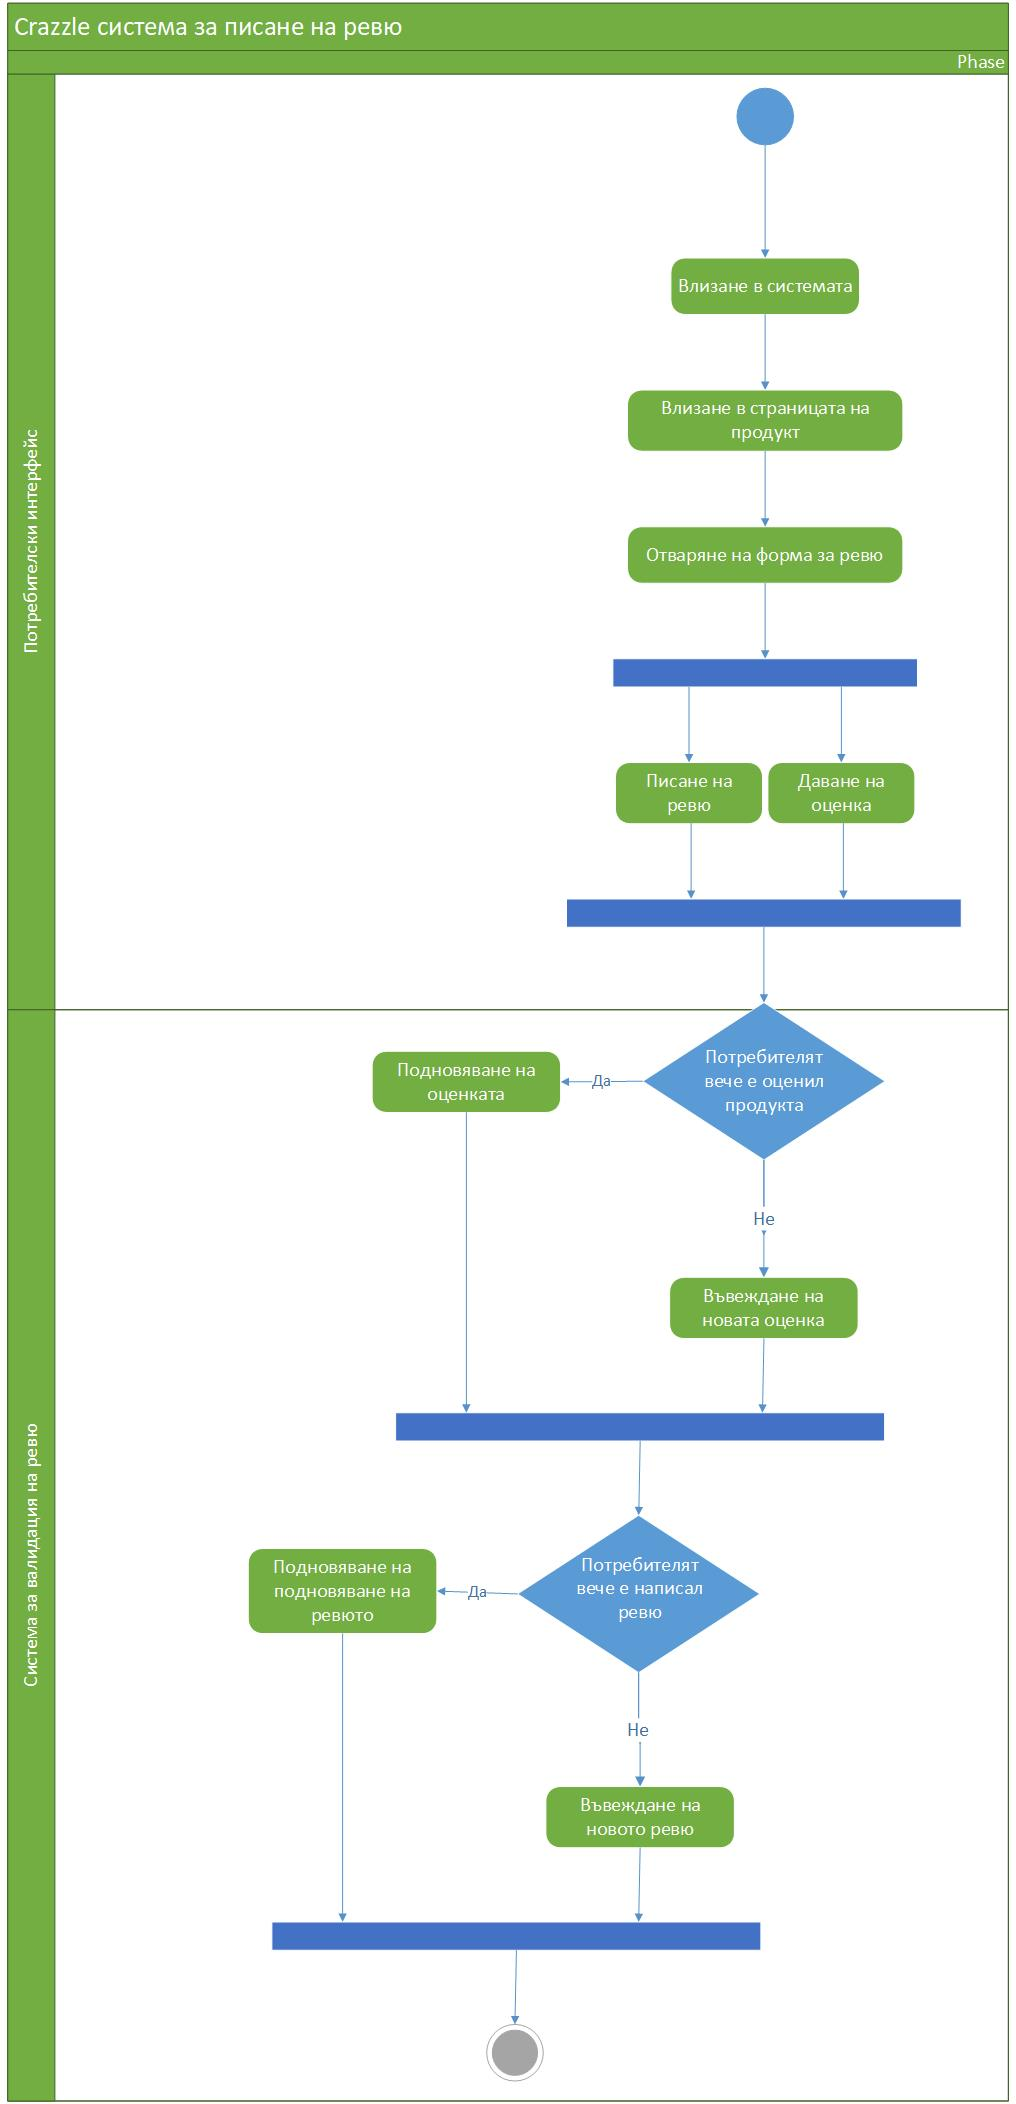 Crazzle система за писане на ревю
Phase
Потребителски интерфейс
Влизане в системата
Влизане в страницата на
продукт
Отваряне на форма за ревю
Писане на
ревю
Даване на
оценка
Система за валидация на ревю
Потребителят
вече е оценил
продукта
Да
Подновяване на
оценката
Не
Въвеждане на
новата оценка
Потребителят
вече е написал
ревю
Да
Подновяване на
подновяване на
ревюто
Не
Въвеждане на
новото ревю